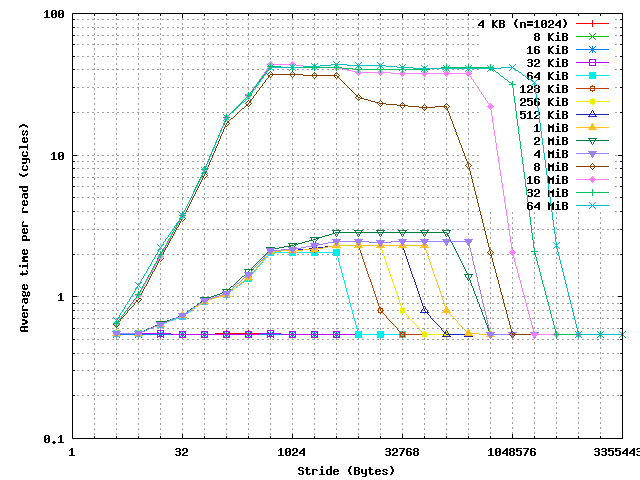 100
4 KB (n=1024)
8 KiB
16 KiB
32 KiB
64 KiB
128 KiB
256 KiB
512 KiB
1 MiB
2 MiB
4 MiB
8 MiB
16 MiB
32 MiB
64 MiB
10
1
0.1
Average time per read (cycles)
1
32
1024
32768
1048576
3355443
Stride (Bytes)